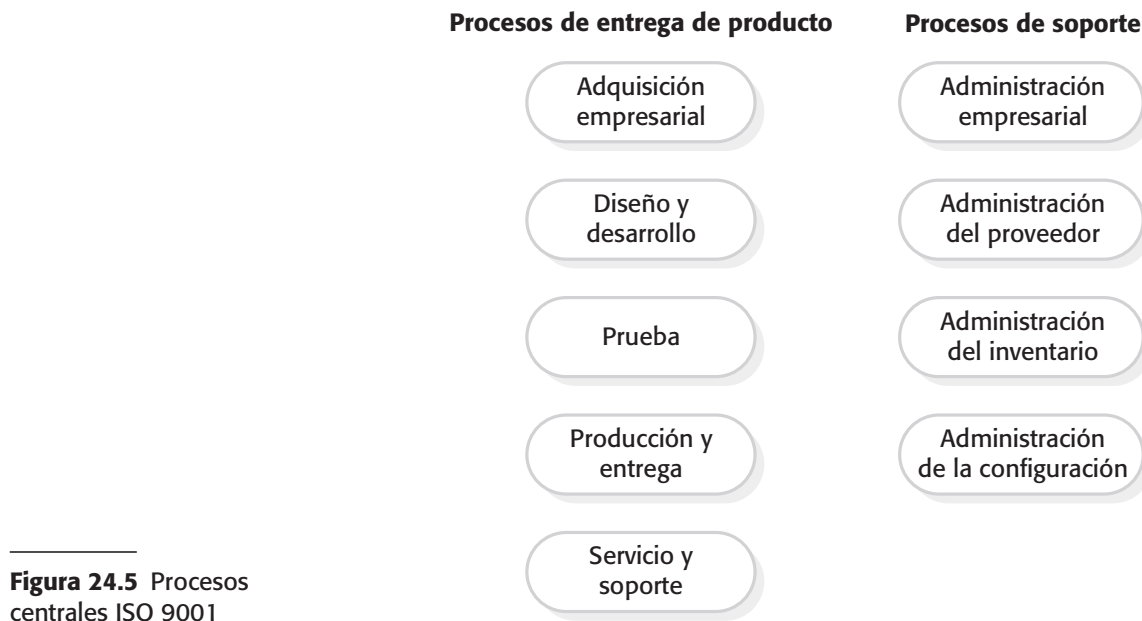 Procesos de entrega de producto
Adquisición
empresarial
Diseño y
desarrollo
Prueba
Producción y
entrega
Servicio y
soporte
Procesos de soporte
Administración
empresarial
Administración
del proveedor
Administración
del inventario
Administración
de la configuración
Figura 24.5 Procesos
centrales ISO 9001